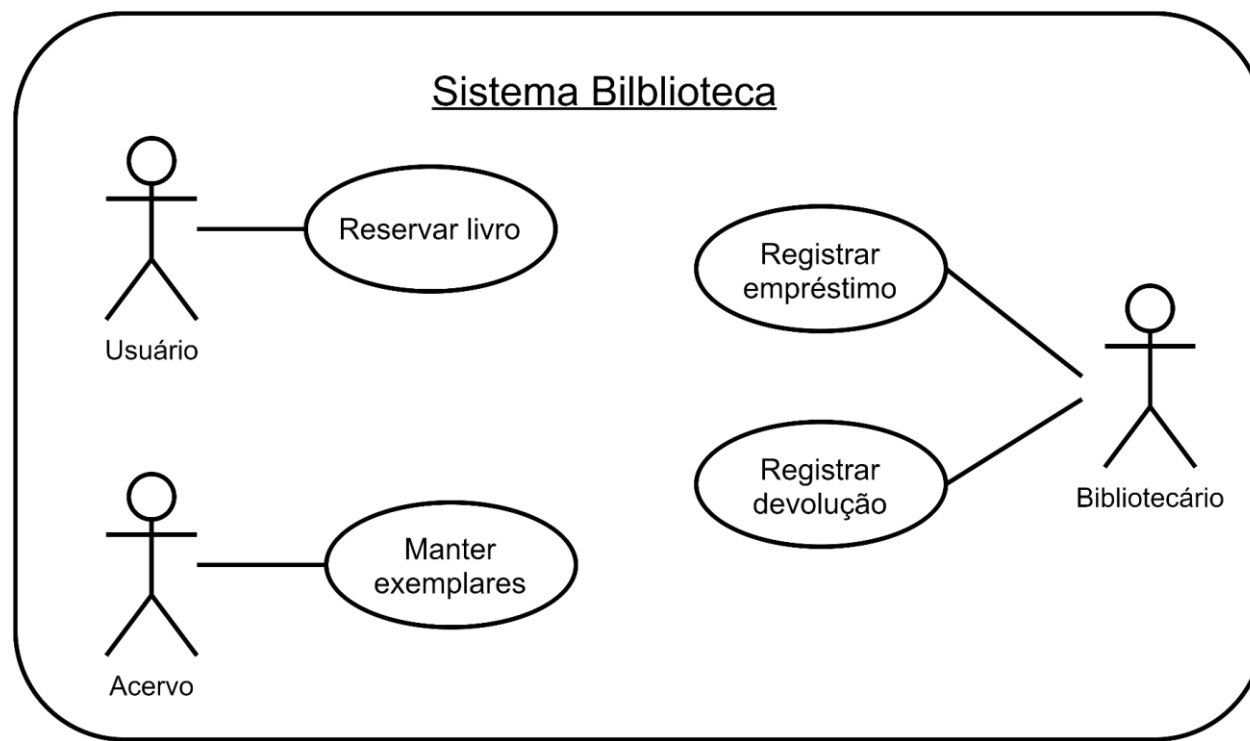 Sistema Bilblioteca
Reservar livro
Usuário
Registrar
empréstimo
Registrar
devolução
Bibliotecário
Manter
exemplares
Acervo